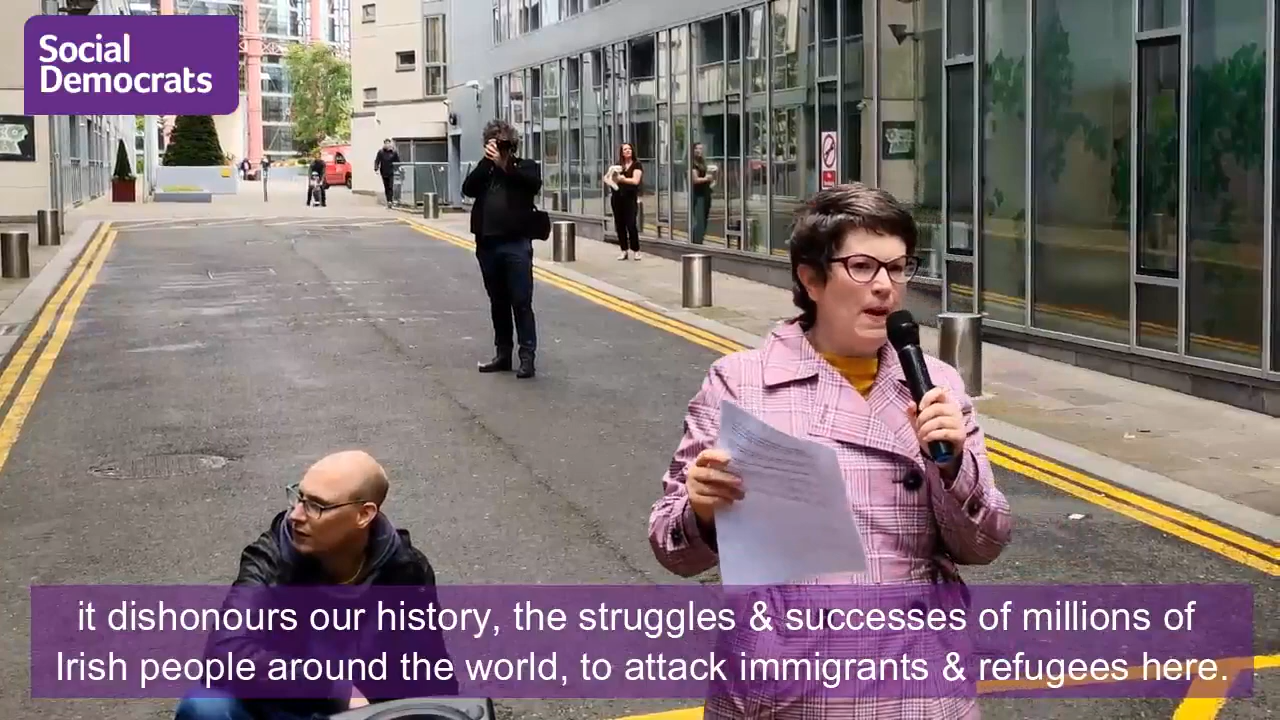 Social
Democrats
it dishonours our history, the struggles & successes of millions of
Irish people around the world, to attack immigrants & refugees here.